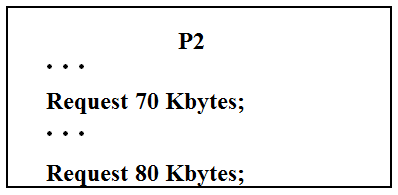 P2
. . .
Request 70 Kbytes;
. . .
Request 80 Kbytes;